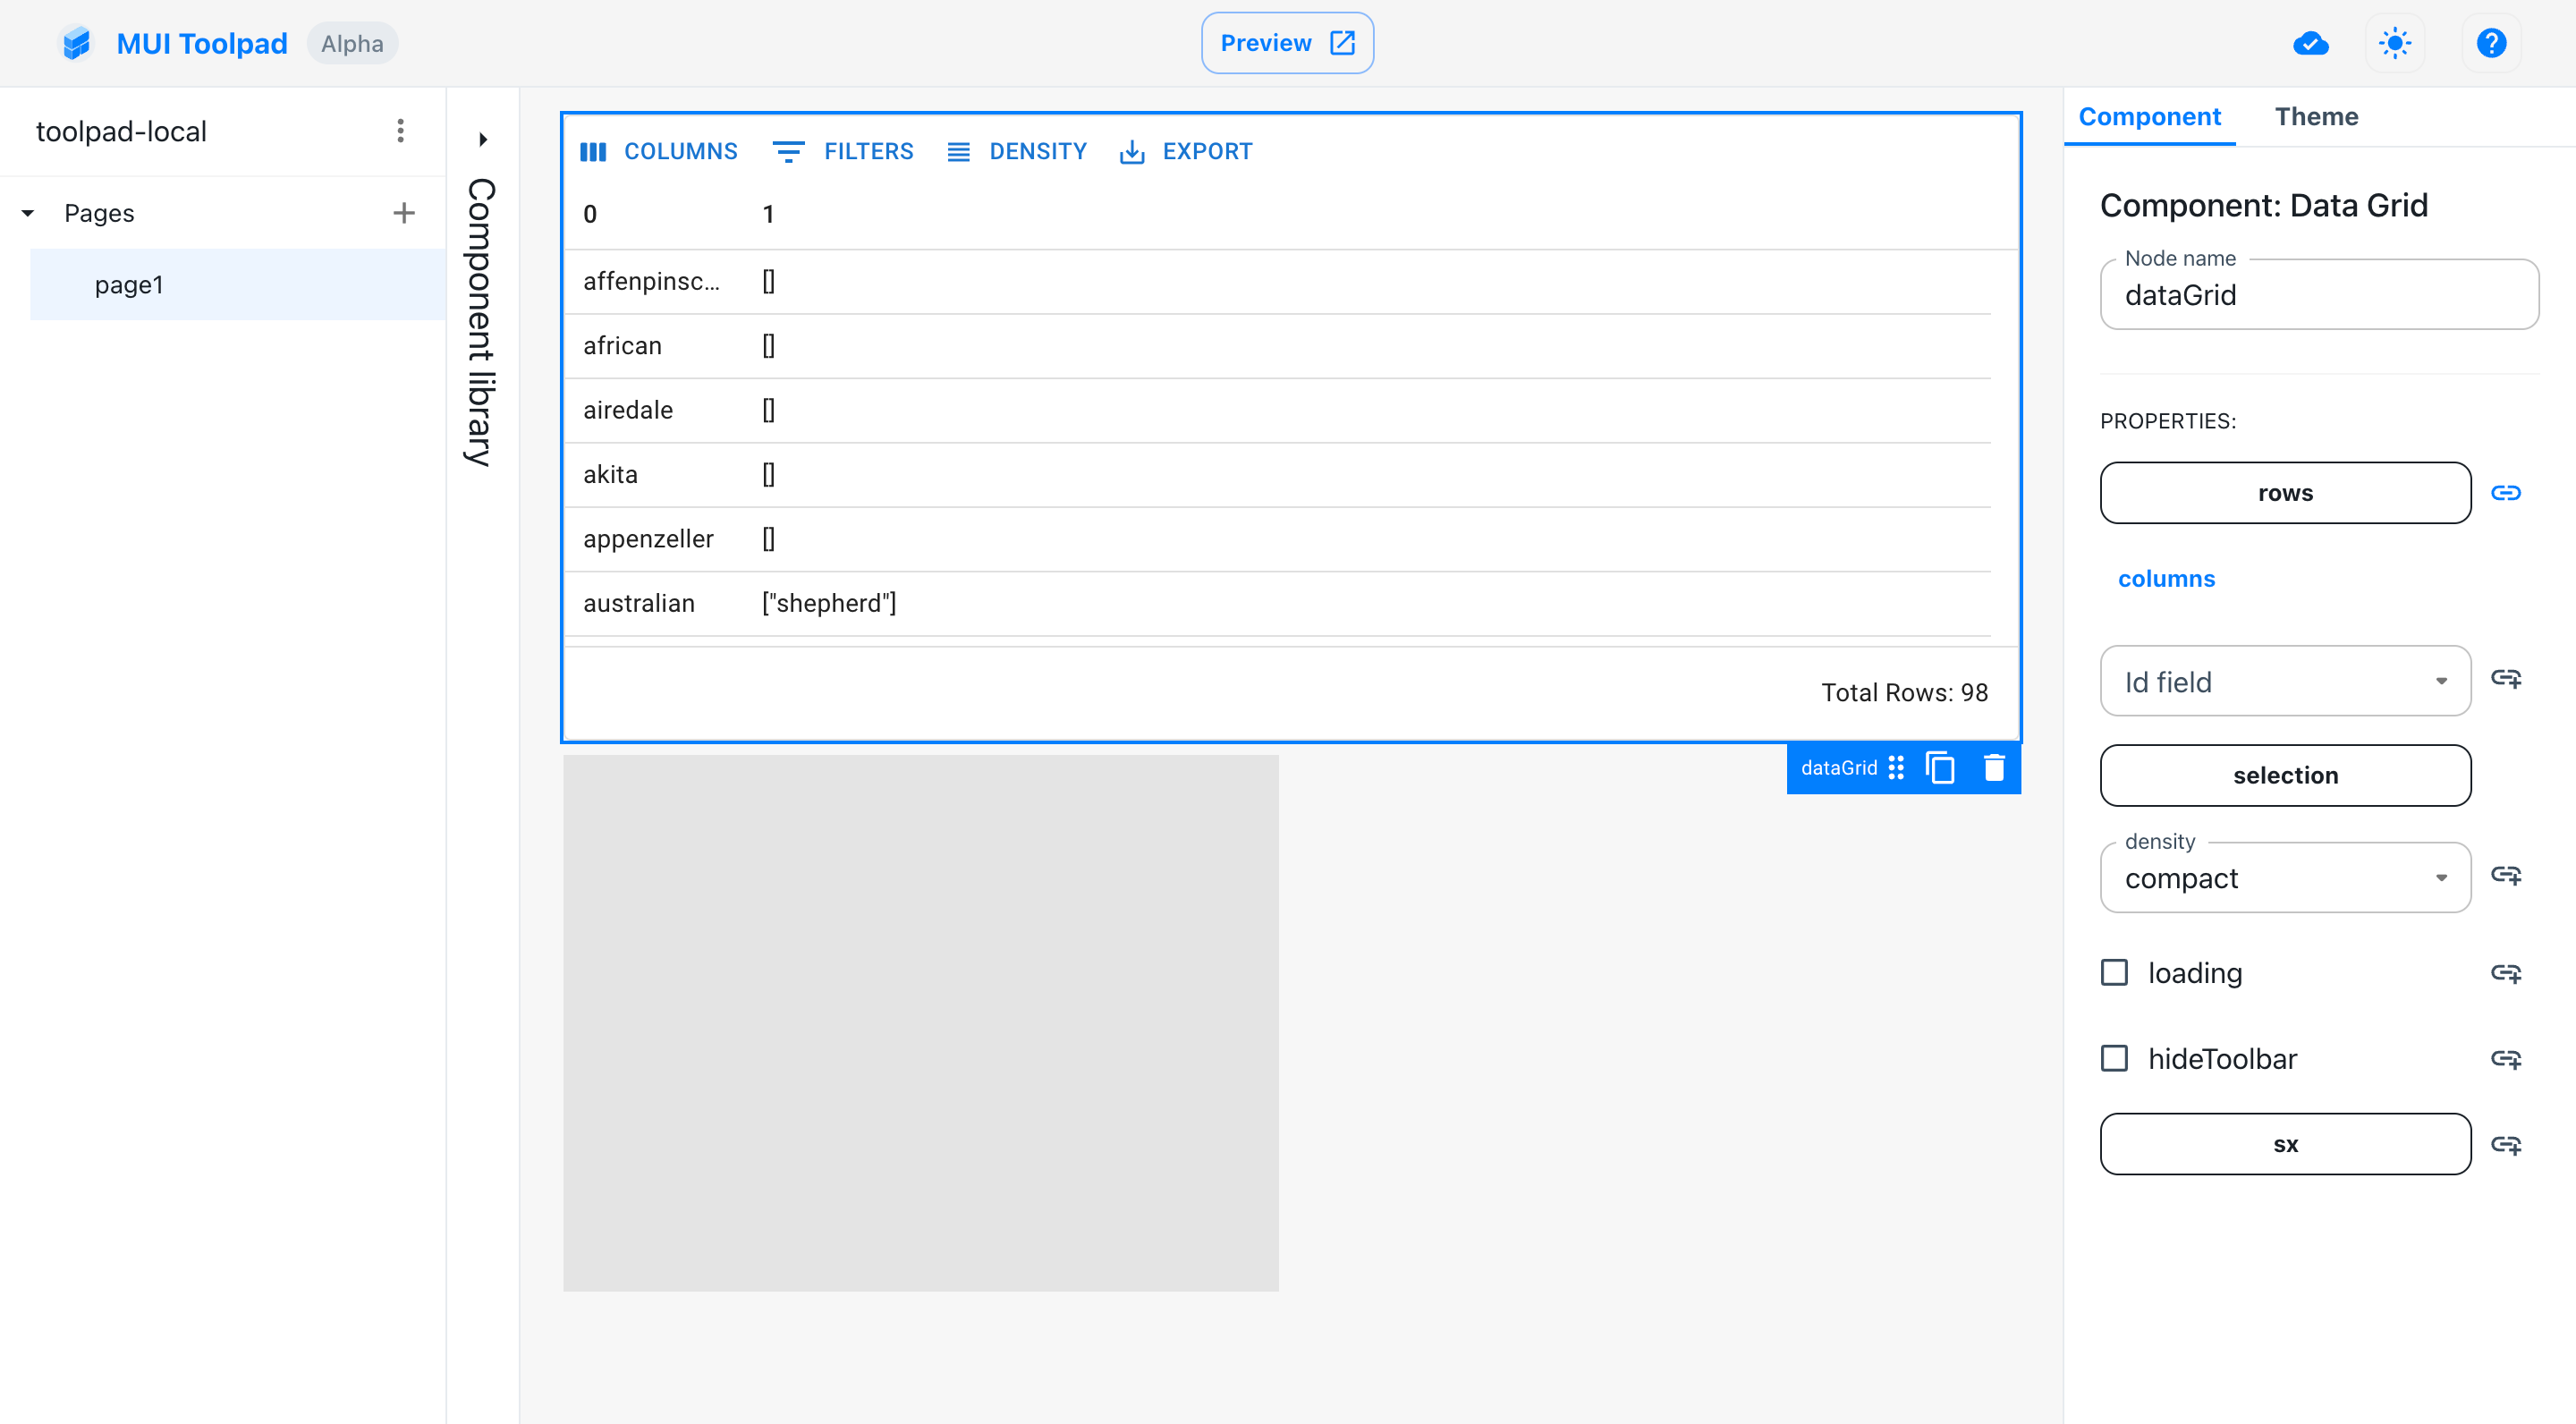 MUI Toolpad Alpha
Preview
toolpad-local
Pages
page1
Component library
COLUMNS FILTERS DENSITY EXPORT
0 1
affenpinsc... []
african []
airedale []
akita []
appenzeller []
australian ["shepherd"]
Total Rows: 98
dataGrid
Component Theme
Component: Data Grid
Node name
dataGrid
PROPERTIES:
rows
columns
Id field
selection
density
compact
loading
hideToolbar
sx